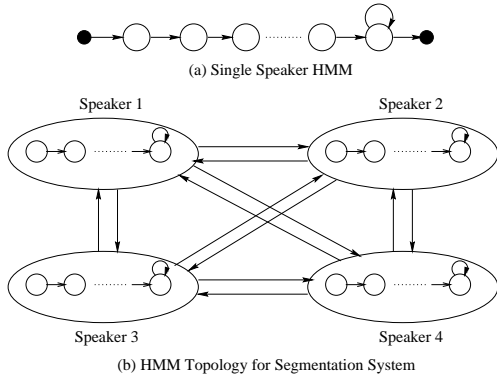 (a) Single Speaker HMM
Speaker 1
Speaker 2
Speaker 3
Speaker 4
(b) HMM Topology for Segmentation System